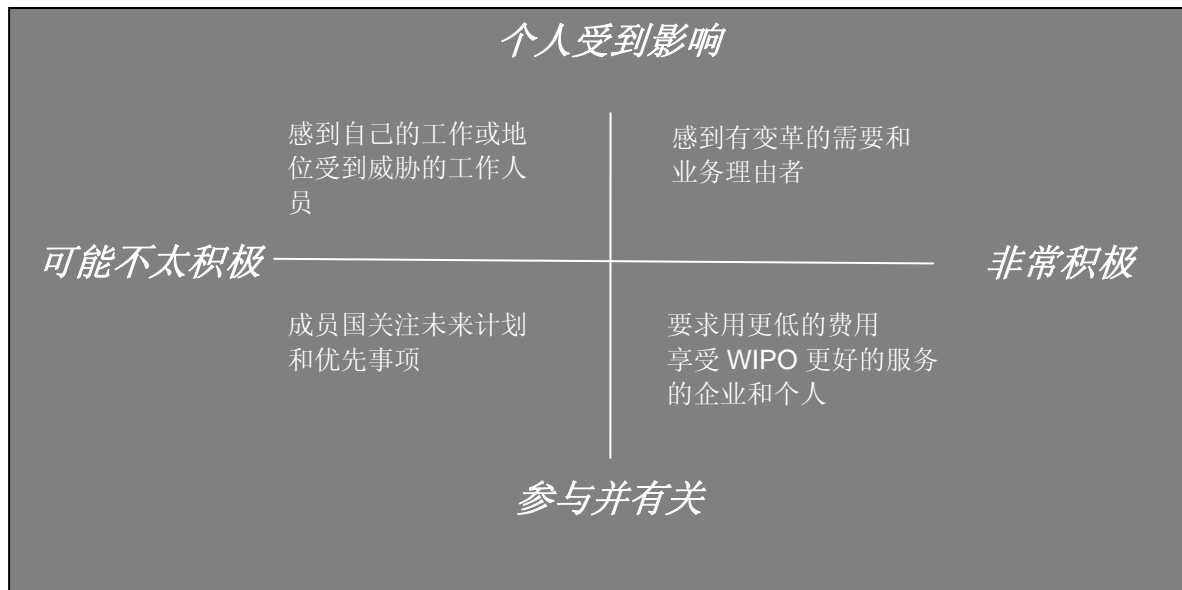 个人受到影响
感到自己的工作或地
位受到威胁的工作人
员
感到有变革的需要和
业务理由者
可能不太积极
非常积极
成员国关注未来计划
和优先事项
要求用更低的费用
享受 WIPO 更好的服务
的企业和个人
参与并有关